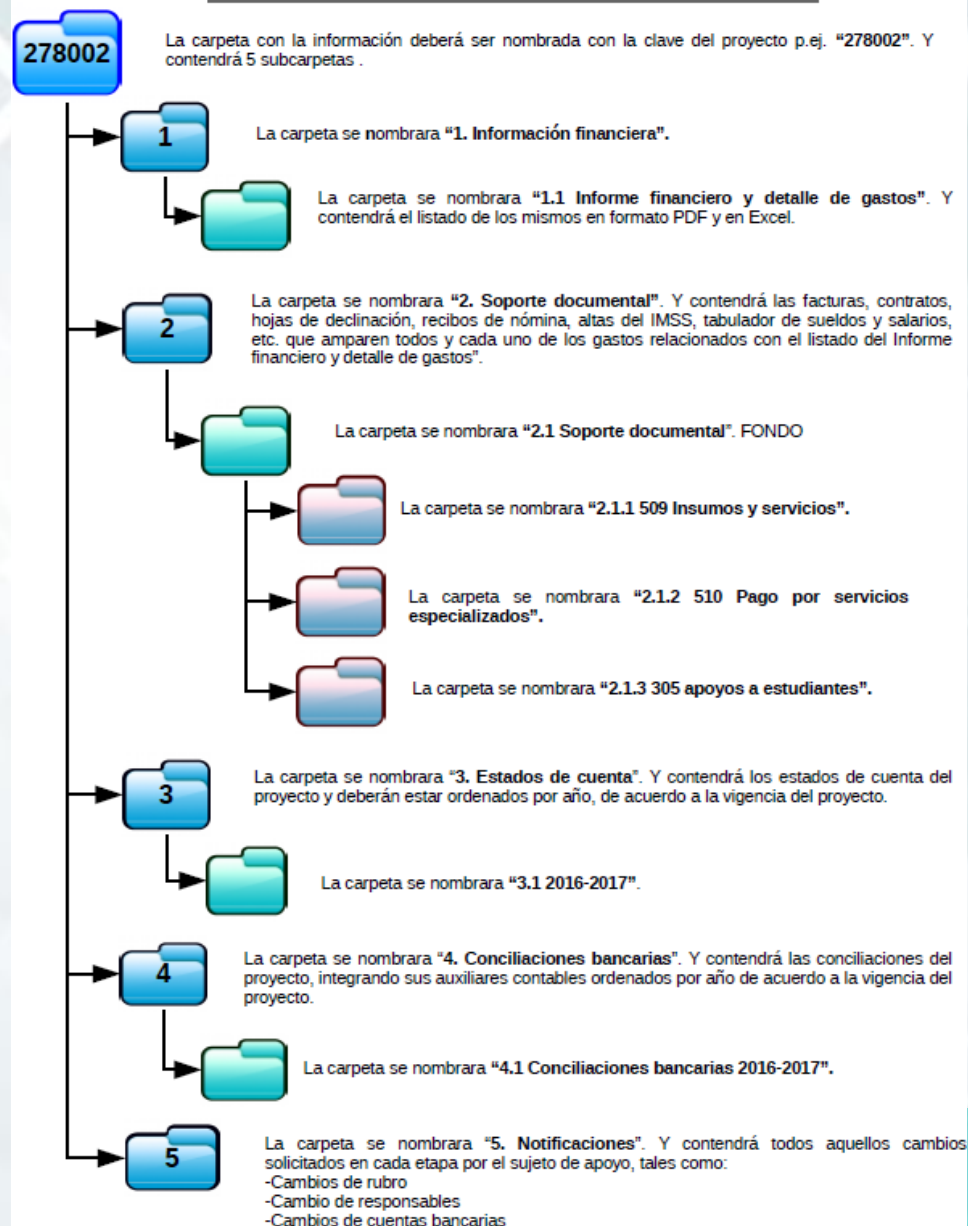 278002
La carpeta con la información deberá ser nombrada con la clave del proyecto p.ej. “278002”. Y
contendrá 5 subcarpetas .
1
La carpeta se nombrara “1. Información financiera”.
La carpeta se nombrara “1.1 Informe financiero y detalle de gastos”. Y
contendrá el listado de los mismos en formato PDF y en Excel.
2
La carpeta se nombrara “2. Soporte documental”. Y contendrá las facturas, contratos,
hojas de declinación, recibos de nómina, altas del IMSS, tabulador de sueldos y salarios,
etc. que amparen todos y cada uno de los gastos relacionados con el listado del Informe
financiero y detalle de gastos”.
La carpeta se nombrara “2.1 Soporte documental”. FONDO
La carpeta se nombrara “2.1.1 509 Insumos y servicios”.
La carpeta se nombrara “2.1.2 510 Pago por servicios
especializados”.
La carpeta se nombrara “2.1.3 305 apoyos a estudiantes”.
3
La carpeta se nombrara “3. Estados de cuenta”. Y contendrá los estados de cuenta del
proyecto y deberán estar ordenados por año, de acuerdo a la vigencia del proyecto.
La carpeta se nombrara “3.1 2016-2017”.
4
La carpeta se nombrara “4. Conciliaciones bancarias”. Y contendrá las conciliaciones del
proyecto, integrando sus auxiliares contables ordenados por año de acuerdo a la vigencia del
proyecto.
La carpeta se nombrara “4.1 Conciliaciones bancarias 2016-2017”.
5
La carpeta se nombrara “5. Notificaciones”. Y contendrá todos aquellos cambios
solicitados en cada etapa por el sujeto de apoyo, tales como:
-Cambios de rubro
-Cambio de responsables
-Cambios de cuentas bancarias